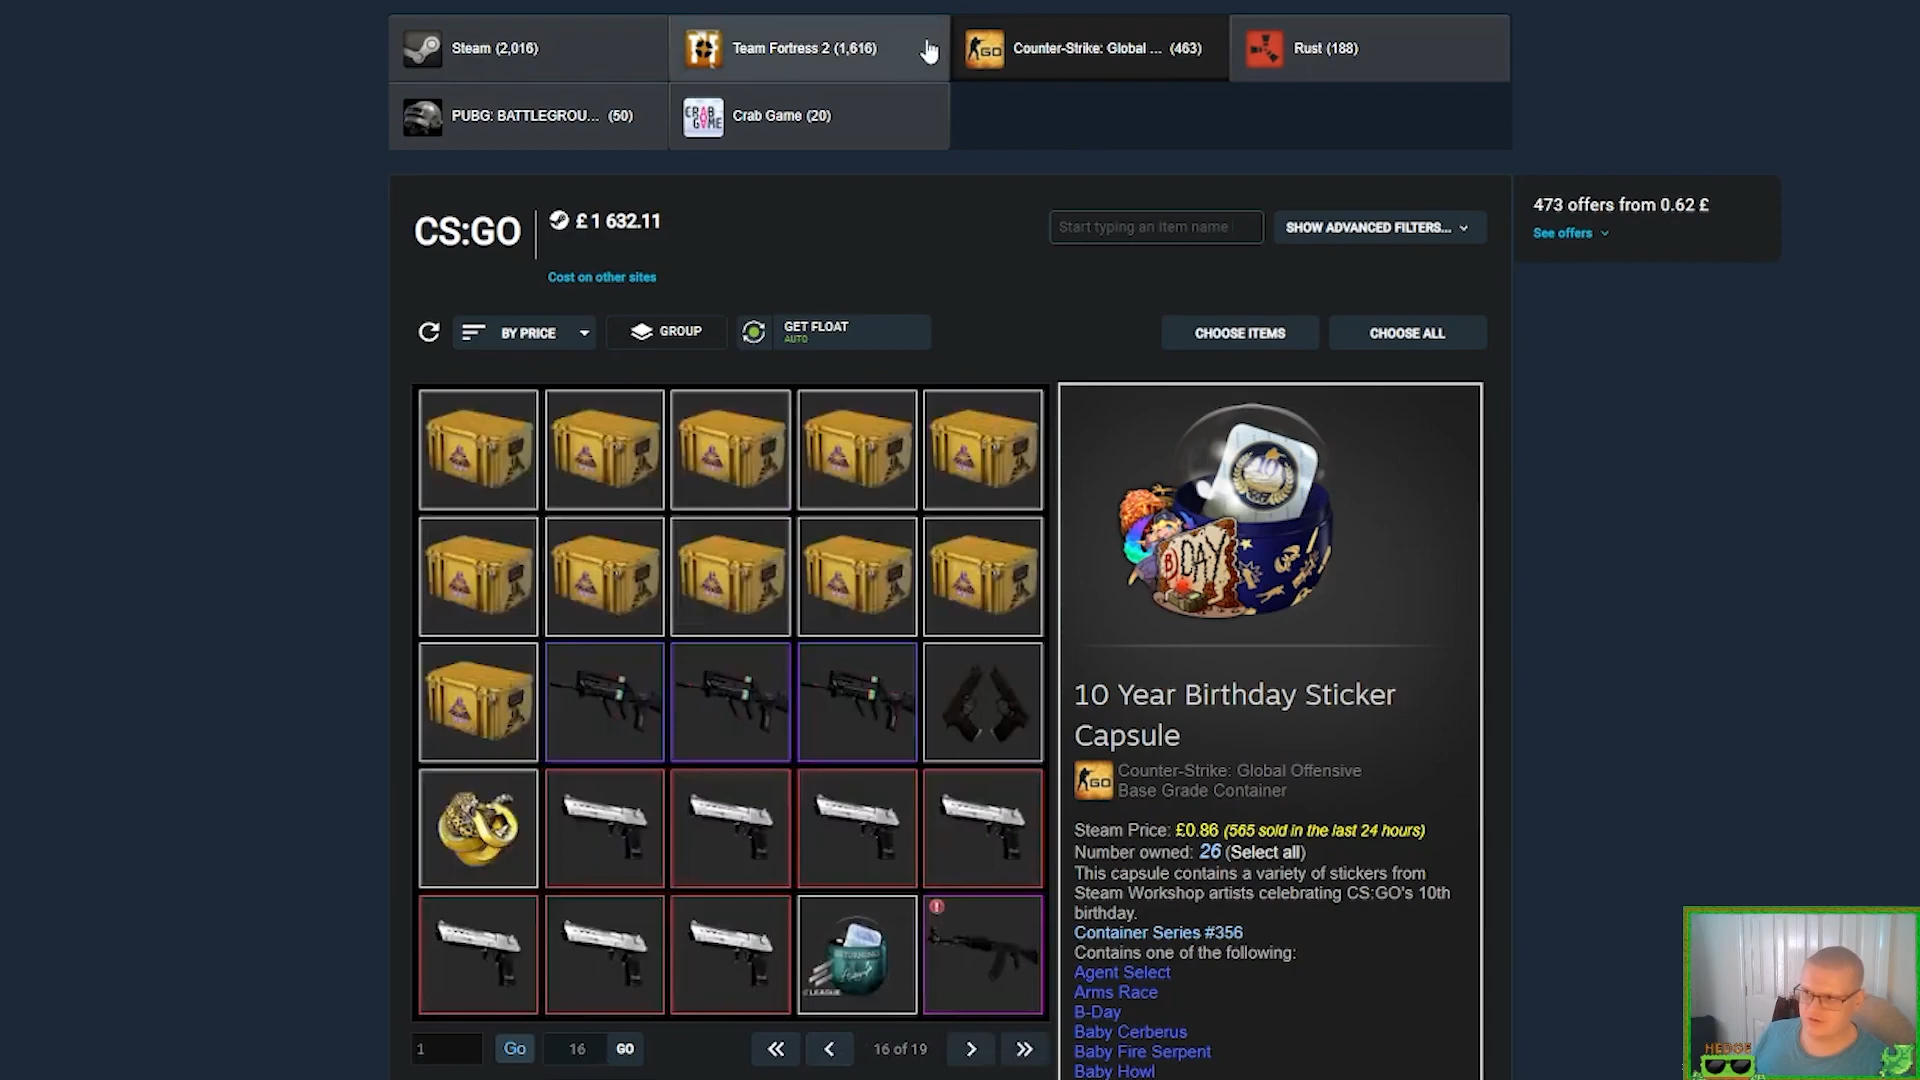 Steam (2,016)
Team Fortress 2 (1,616)
Counter-Strike: Global ... (463)
Rust (188)
PUBG: BATTLEGROU... (50)
Crab Game (20)
CS:GO
£ 1 632.11
Cost on other sites
Start typing an item name
SHOW ADVANCED FILTERS...
473 offers from 0.62 £
See offers
BY PRICE
GROUP
GET FLOAT
AUTO
CHOOSE ITEMS
CHOOSE ALL
10 Year Birthday Sticker
Capsule
Counter-Strike: Global Offensive
Base Grade Container
Steam Price: £0.86 (565 sold in the last 24 hours)
Number owned: 26 (Select all)
This capsule contains a variety of stickers from
Steam Workshop artists celebrating CS:GO's 10th
birthday.
Container Series #356
Contains one of the following:
Agent Select
Arms Race
B-Day
Baby Cerberus
Baby Fire Serpent
Baby Howl
1
Go
16
GO
16 of 19
HEDGE